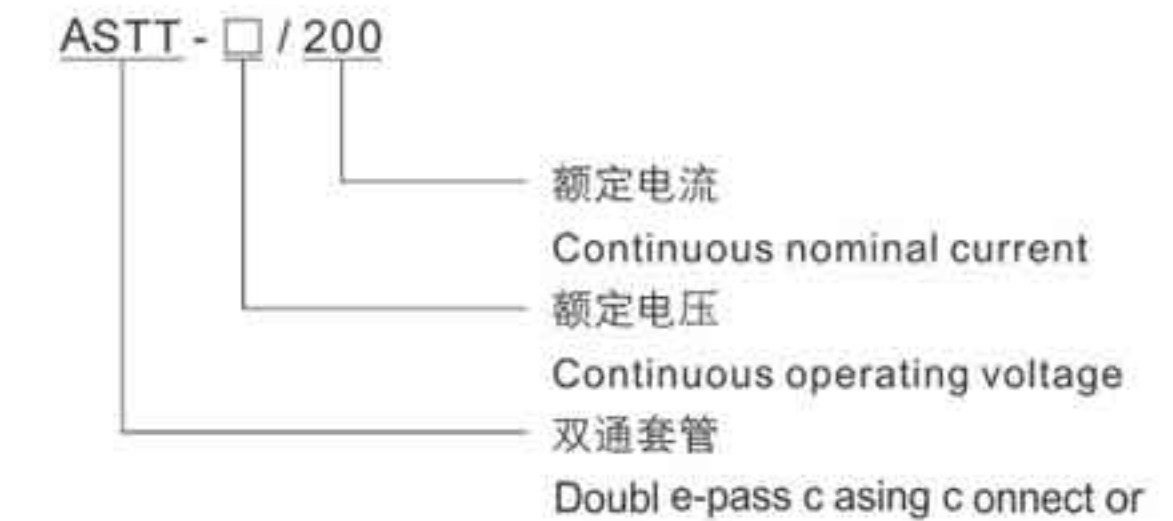 ASTT - □ / 200
额定电流
Continuous nominal current
额定电压
Continuous operating voltage
双通套管
Doubl e-pass c asing c onnect or